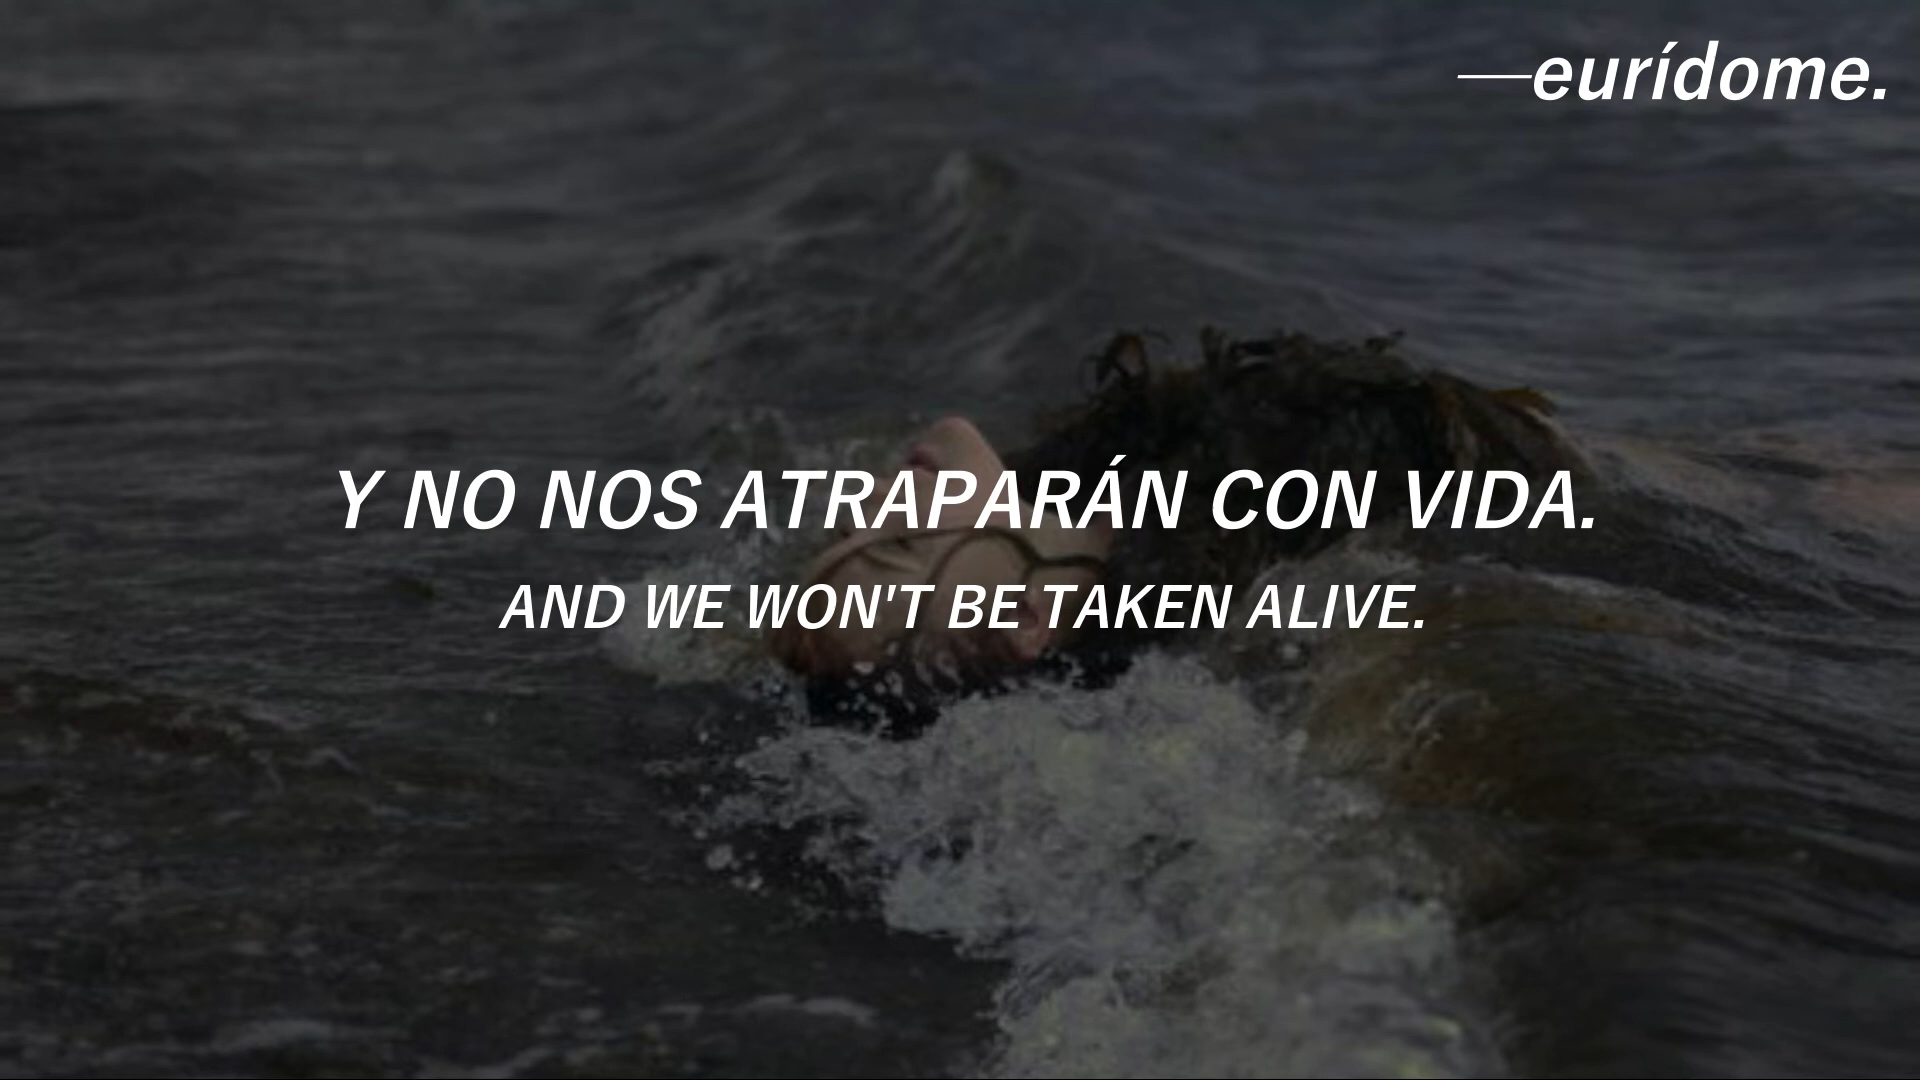 —eurídome.
Y NO NOS ATRAPARÁN CON VIDA.
AND WE WON'T BE TAKEN ALIVE.